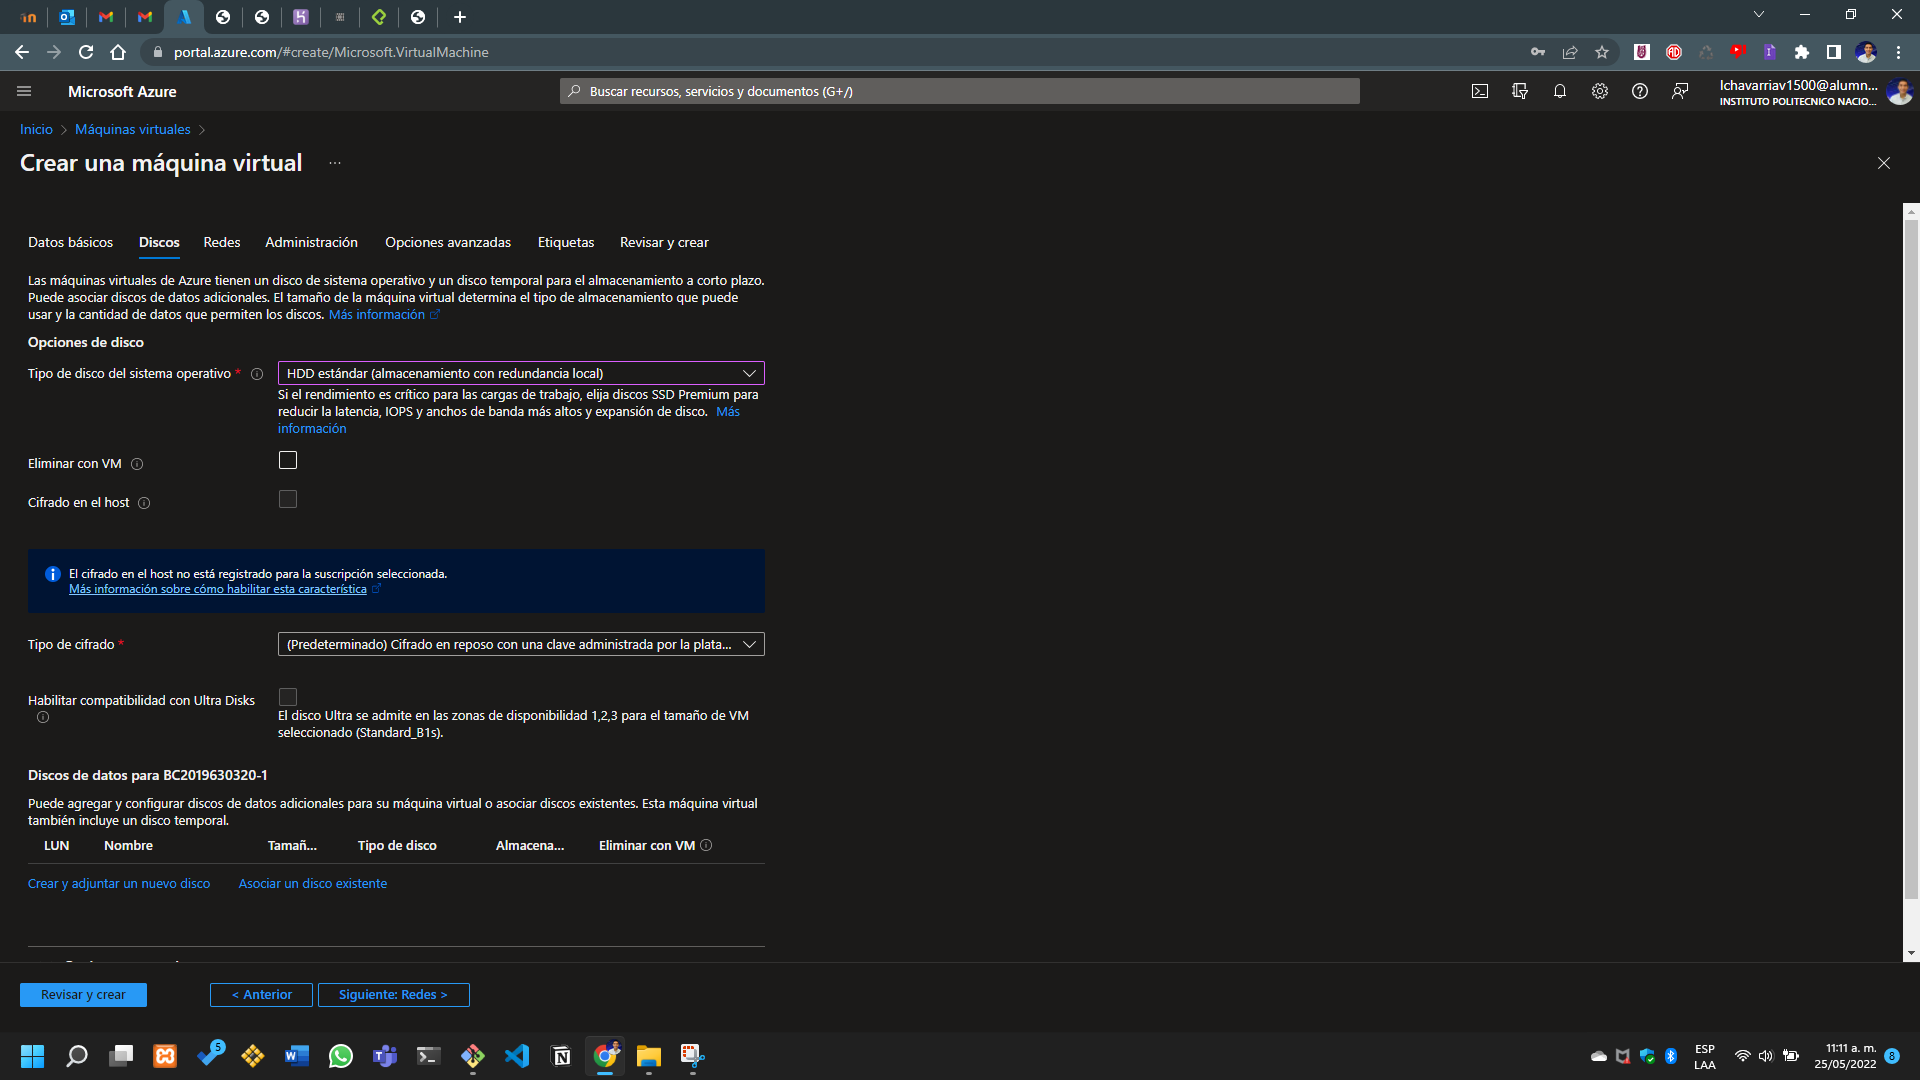 portal.azure.com/#create/Microsoft.VirtualMachine
Microsoft Azure
Buscar recursos, servicios y documentos (G+/)
lchavarriav1500@alumn...
INSTITUTO POLITECNICO NACIO...
Inicio
Máquinas virtuales
Crear una máquina virtual
...
Datos básicos
Discos
Redes
Administración
Opciones avanzadas
Etiquetas
Revisar y crear
Las máquinas virtuales de Azure tienen un disco de sistema operativo y un disco temporal para el almacenamiento a corto plazo.
Puede asociar discos de datos adicionales. El tamaño de la máquina virtual determina el tipo de almacenamiento que puede
usar y la cantidad de datos que permiten los discos. Más información
Opciones de disco
Tipo de disco del sistema operativo *
HDD estándar (almacenamiento con redundancia local)
Si el rendimiento es crítico para las cargas de trabajo, elija discos SSD Premium para
reducir la latencia, IOPS y anchos de banda más altos y expansión de disco. Más
información
Eliminar con VM
Cifrado en el host
El cifrado en el host no está registrado para la suscripción seleccionada.
Más información sobre cómo habilitar esta característica
Tipo de cifrado *
(Predeterminado) Cifrado en reposo con una clave administrada por la plata...
Habilitar compatibilidad con Ultra Disks
El disco Ultra se admite en las zonas de disponibilidad 1,2,3 para el tamaño de VM
seleccionado (Standard_B1s).
Discos de datos para BC2019630320-1
Puede agregar y configurar discos de datos adicionales para su máquina virtual o asociar discos existentes. Esta máquina virtual
también incluye un disco temporal.
LUN
Nombre
Tamañ...
Tipo de disco
Almacena...
Eliminar con VM
Crear y adjuntar un nuevo disco
Asociar un disco existente
Revisar y crear
< Anterior
Siguiente: Redes >
5
ESP
LAA
11:11 a. m.
25/05/2022
8